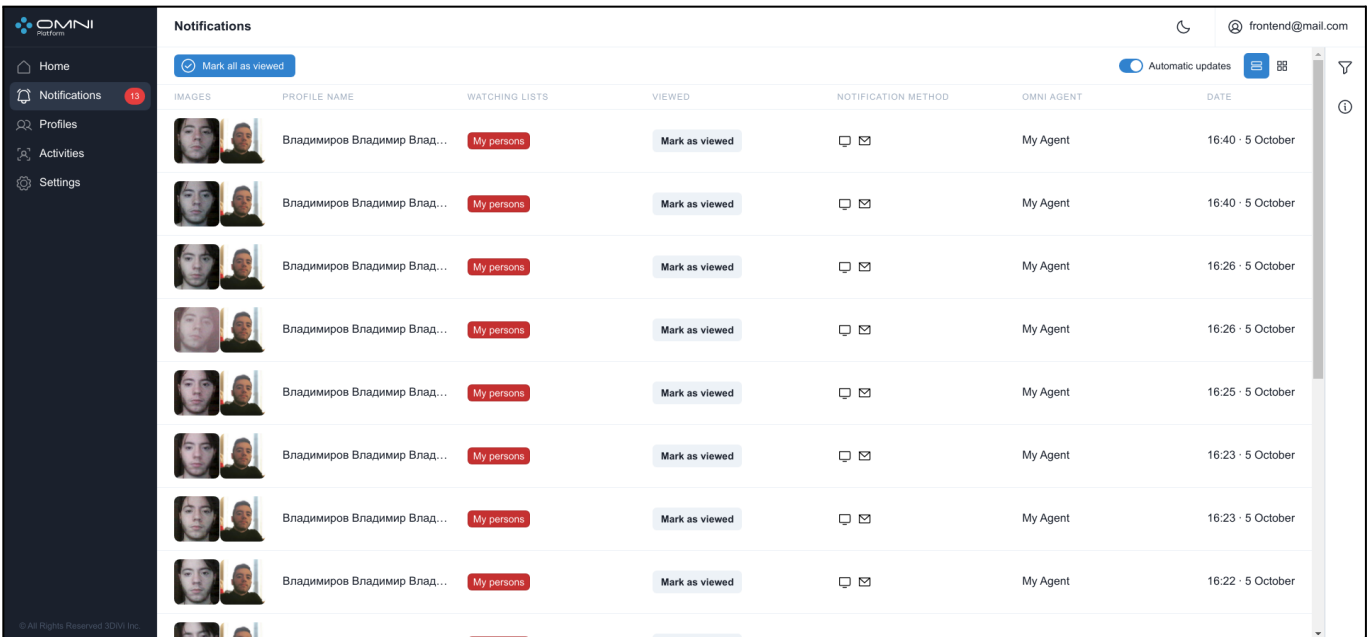 OMNI
Platform
Notifications
frontend@mail.com
Home
Notifications 13
Profiles
Activities
Settings
Mark all as viewed
Automatic updates
IMAGES PROFILE NAME WATCHING LISTS VIEWED NOTIFICATION METHOD OMNI AGENT DATE
Владимиров Владимир Влад... My persons Mark as viewed My Agent 16:40 · 5 October
Владимиров Владимир Влад... My persons Mark as viewed My Agent 16:40 · 5 October
Владимиров Владимир Влад... My persons Mark as viewed My Agent 16:26 · 5 October
Владимиров Владимир Влад... My persons Mark as viewed My Agent 16:26 · 5 October
Владимиров Владимир Влад... My persons Mark as viewed My Agent 16:25 · 5 October
Владимиров Владимир Влад... My persons Mark as viewed My Agent 16:23 · 5 October
Владимиров Владимир Влад... My persons Mark as viewed My Agent 16:23 · 5 October
Владимиров Владимир Влад... My persons Mark as viewed My Agent 16:22 · 5 October
© All Rights Reserved 3DiVi Inc.